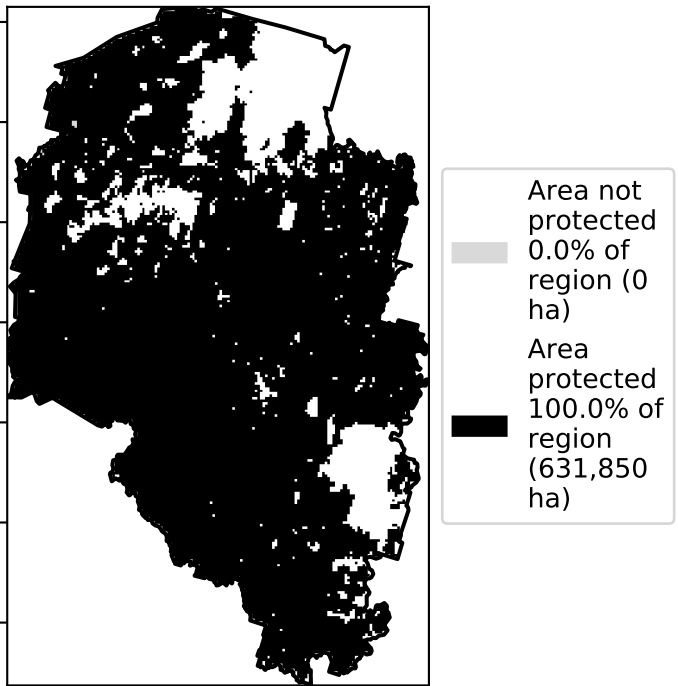 Area not
protected
0.0% of
region (0
ha)
Area
protected
100.0% of
region
(631,850
ha)